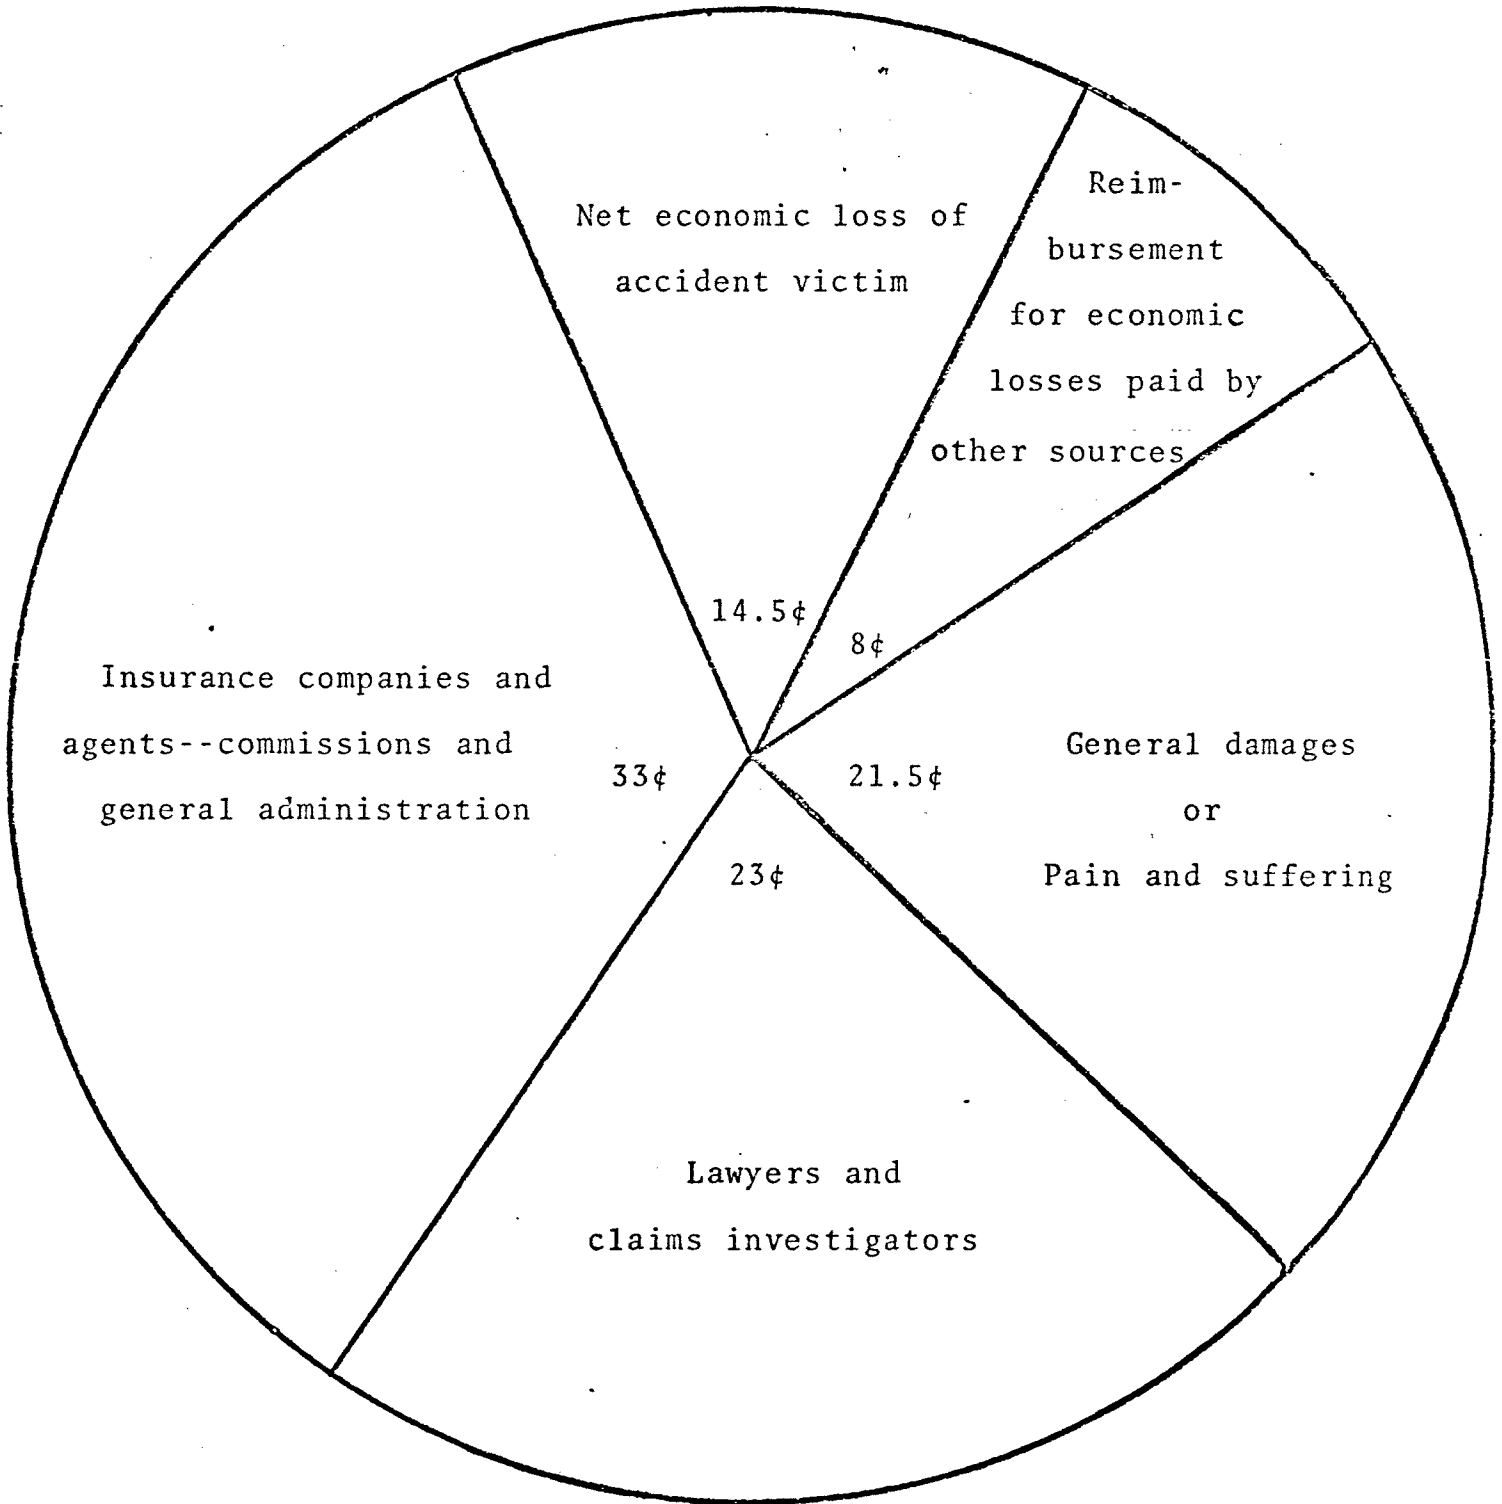 Net economic loss of
accident victim
14.5¢
Reim-
bursement
for economic
losses paid by
other sources
8¢
Insurance companies and
agents--commissions and
general administration
33¢
21.5¢
General damages
or
Pain and suffering
23¢
Lawyers and
claims investigators